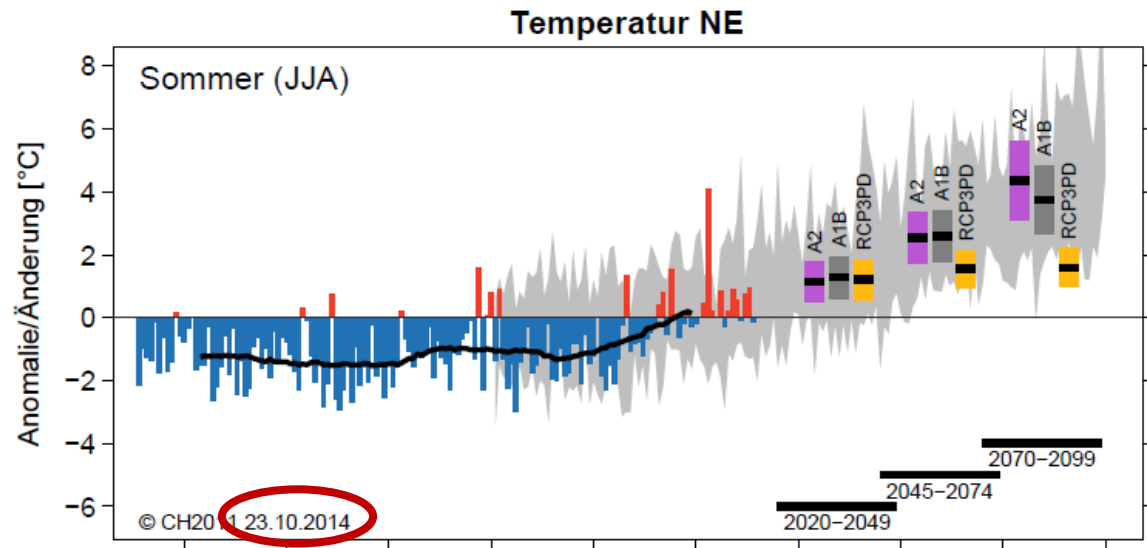 Temperatur NE
Sommer (JJA)
Anomalie/Änderung [°C]
8
6
4
2
0
−2
−4
−6
A2
A1B
RCP3PD
A2
A1B
RCP3PD
A2
A1B
RCP3PD
2070−2099
2045−2074
2020−2049
© CH2011 23.10.2014